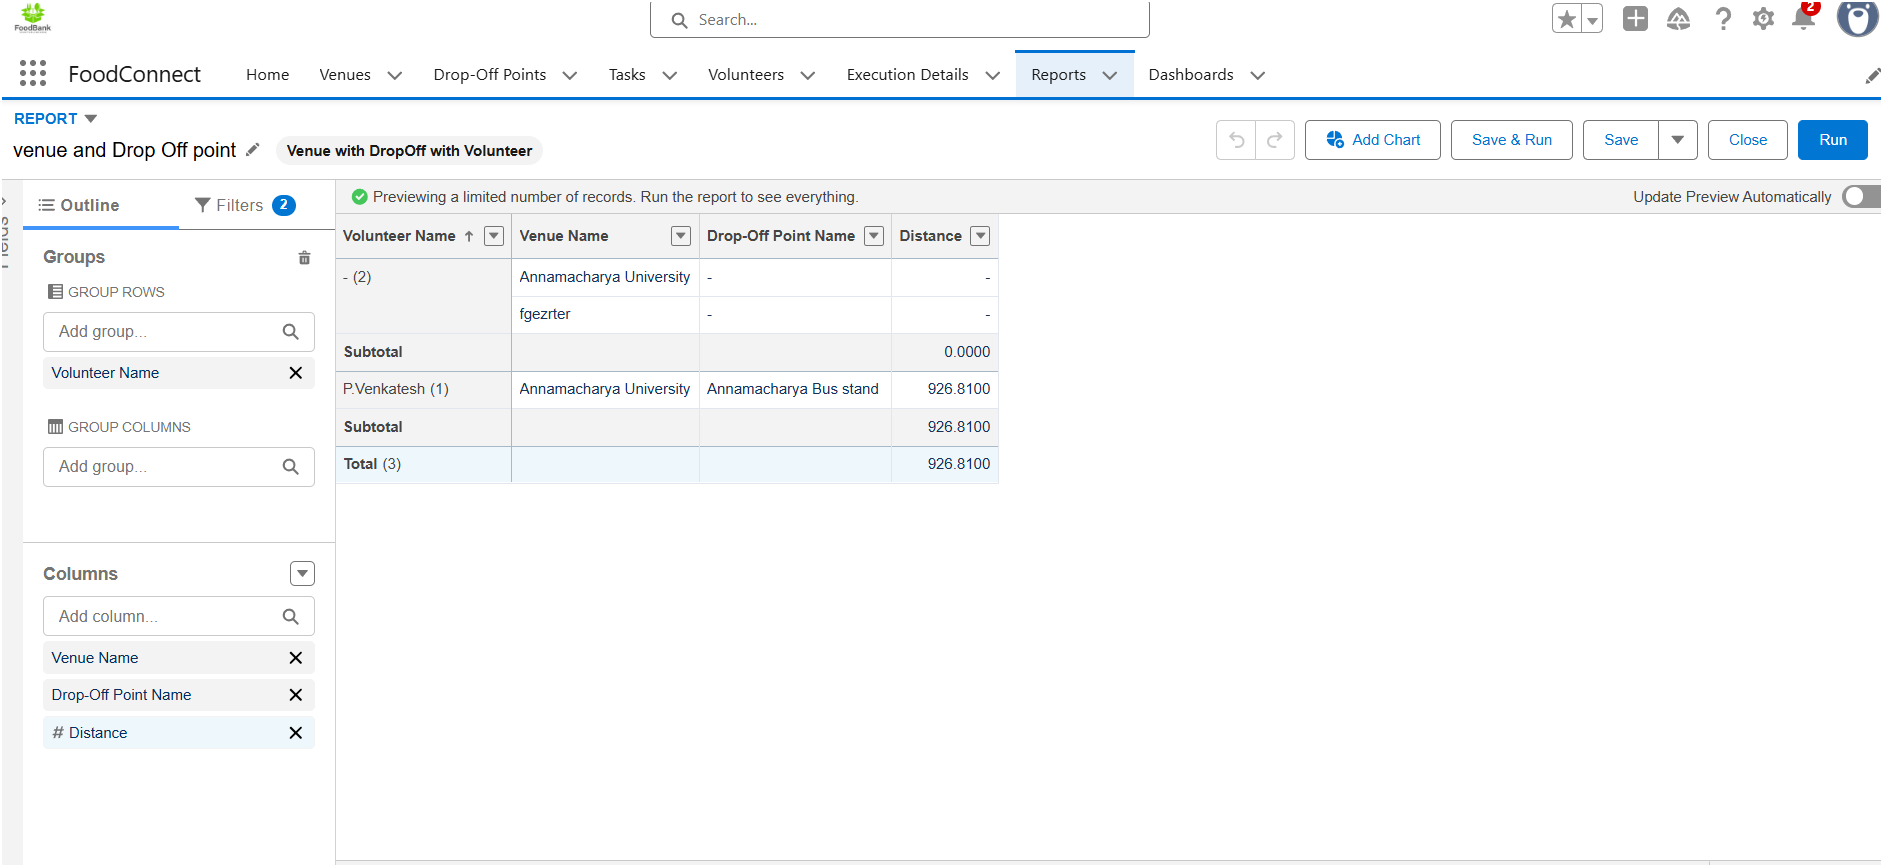 FoodBank
Search...
2
FoodConnect
Home
Venues
Drop-Off Points
Tasks
Volunteers
Execution Details
Reports
Dashboards
REPORT
venue and Drop Off point
Venue with DropOff with Volunteer
Add Chart
Save & Run
Save
Close
Run
Outline
Filters 2
Previewing a limited number of records. Run the report to see everything.
Update Preview Automatically
Groups
GROUP ROWS
Add group...
Volunteer Name
GROUP COLUMNS
Add group...
Columns
Add column...
Venue Name
Drop-Off Point Name
# Distance
Volunteer Name ↑ Venue Name Drop-Off Point Name Distance
- (2) Annamacharya University - -
fgezrter - -
Subtotal 0.0000
P.Venkatesh (1) Annamacharya University Annamacharya Bus stand 926.8100
Subtotal 926.8100
Total (3) 926.8100